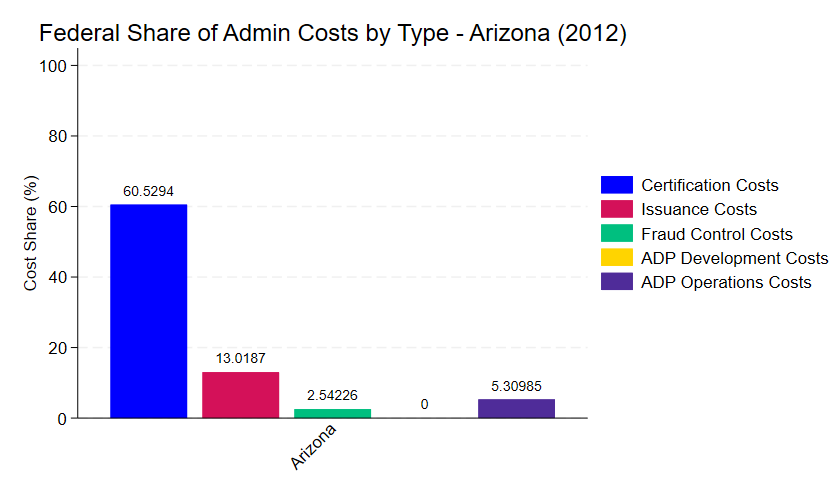 Federal Share of Admin Costs by Type - Arizona (2012)
100
80
60
40
20
0
Cost Share (%)
60.5294
13.0187
2.54226
0
5.30985
Arizona
Certification Costs
Issuance Costs
Fraud Control Costs
ADP Development Costs
ADP Operations Costs